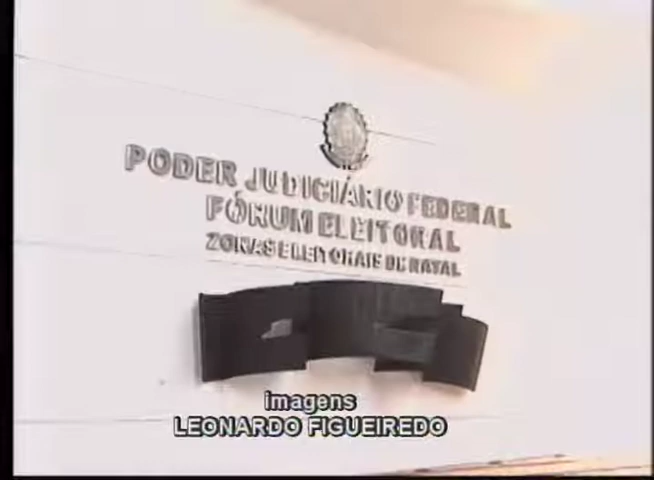 PODER JUDICIÁRIO FEDERAL
FÓRUM ELEITORAL
ZONAS ELEITORAIS DE NATAL
imagens
LEONARDO FIGUEIREDO